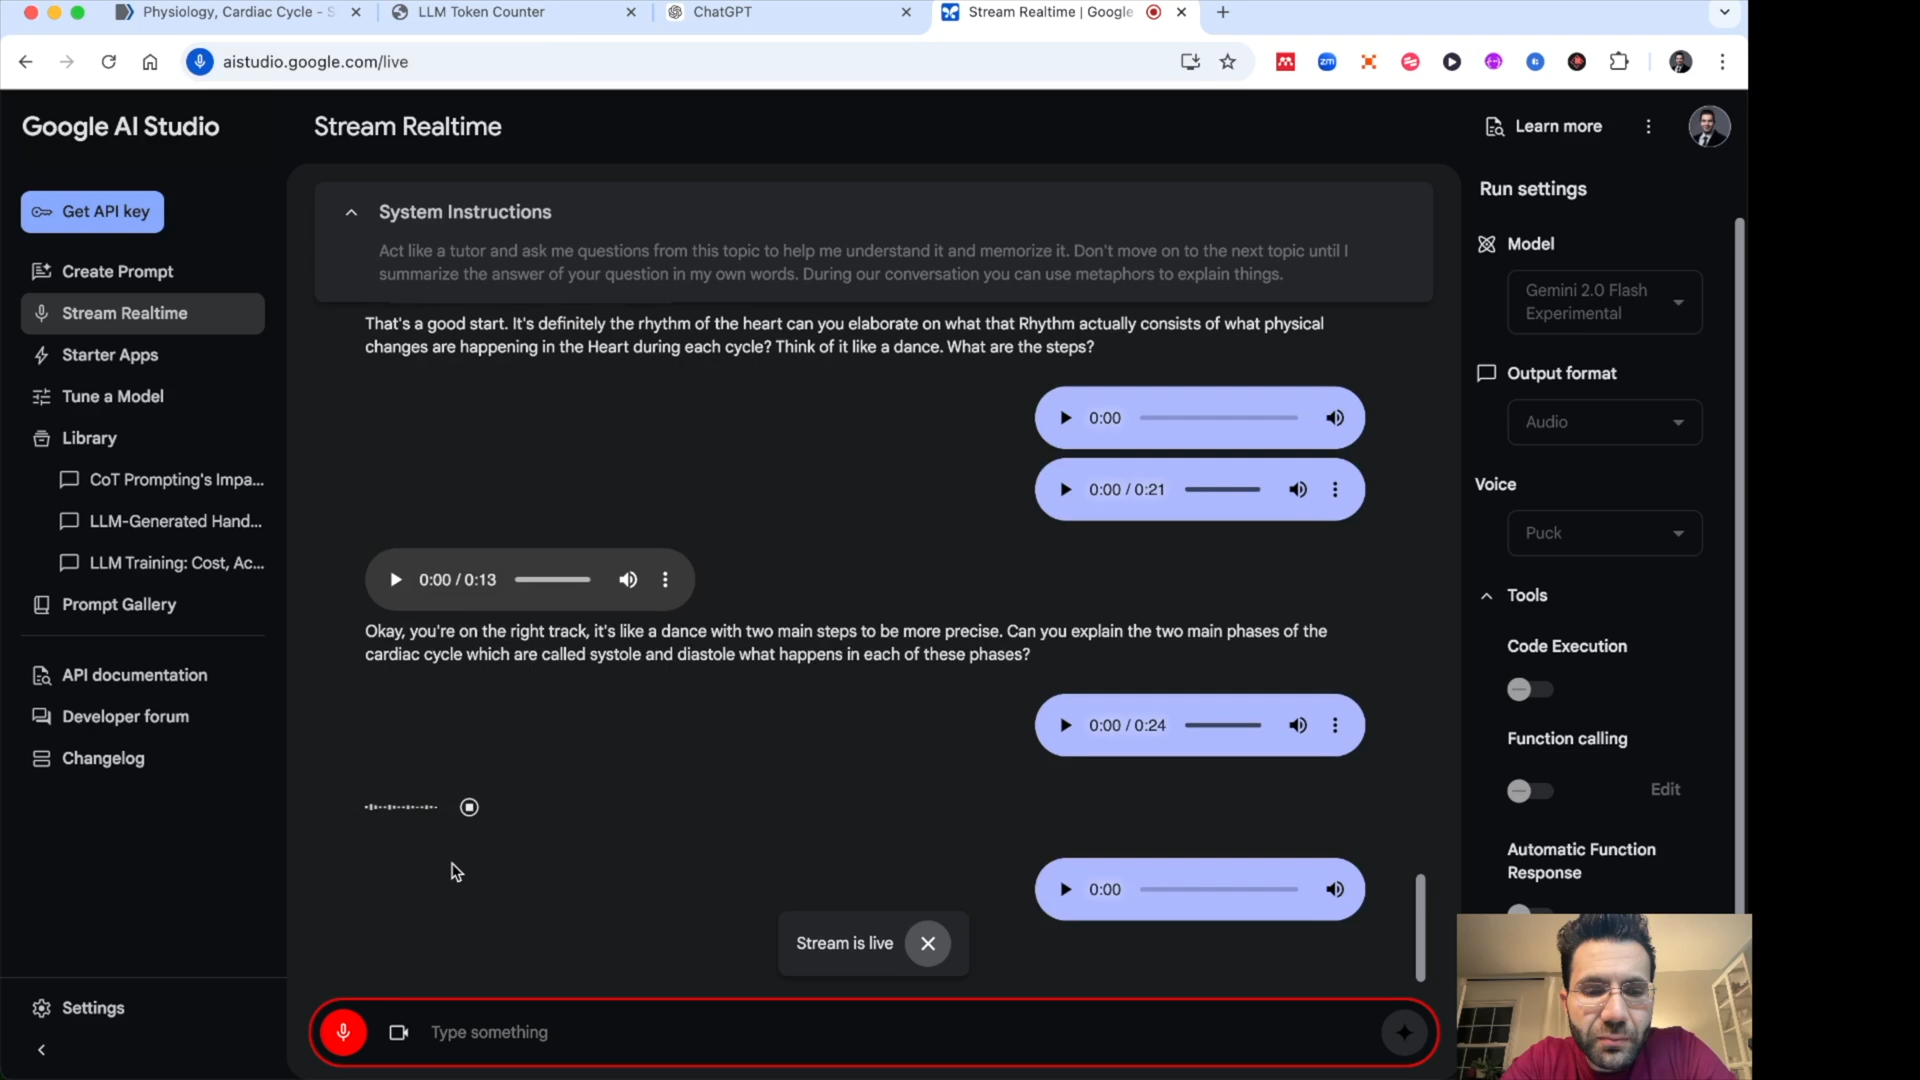 Physiology, Cardiac Cycle - S
LLM Token Counter
ChatGPT
Stream Realtime | Google
aistudio.google.com/live
zm
Google AI Studio
Stream Realtime
Learn more
Get API key
Create Prompt
Stream Realtime
Starter Apps
Tune a Model
Library
CoT Prompting's Impa...
LLM-Generated Hand...
LLM Training: Cost, Ac...
Prompt Gallery
API documentation
Developer forum
Changelog
Settings
System Instructions
Act like a tutor and ask me questions from this topic to help me understand it and memorize it. Don't move on to the next topic until I
summarize the answer of your question in my own words. During our conversation you can use metaphors to explain things.
That's a good start. It's definitely the rhythm of the heart can you elaborate on what that Rhythm actually consists of what physical
changes are happening in the Heart during each cycle? Think of it like a dance. What are the steps?
0:00
0:00 / 0:21
0:00 / 0:13
Okay, you're on the right track, it's like a dance with two main steps to be more precise. Can you explain the two main phases of the
cardiac cycle which are called systole and diastole what happens in each of these phases?
0:00 / 0:24
0:00
Stream is live
Type something
Run settings
Model
Gemini 2.0 Flash
Experimental
Output format
Audio
Voice
Puck
Tools
Code Execution
Function calling
Edit
Automatic Function
Response